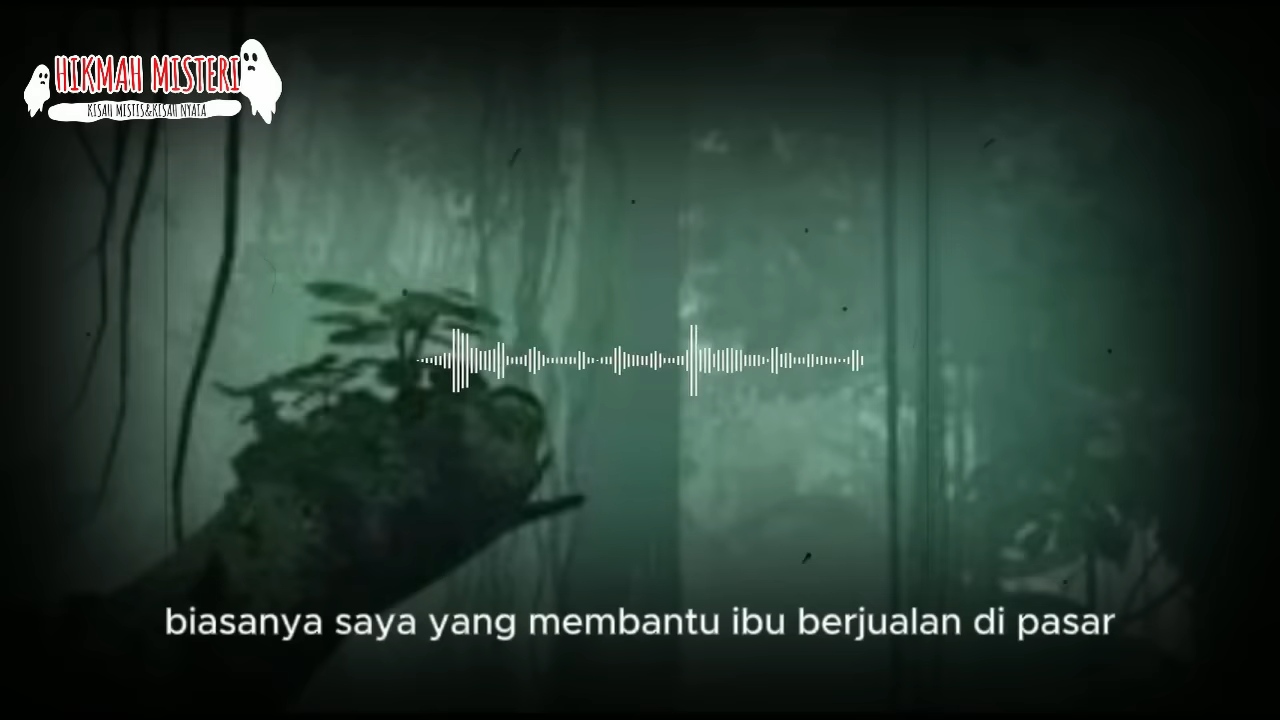 HIKMAH MISTERI
KISAH MISTIS&KISAH NYATA
biasanya saya yang membantu ibu berjualan di pasar